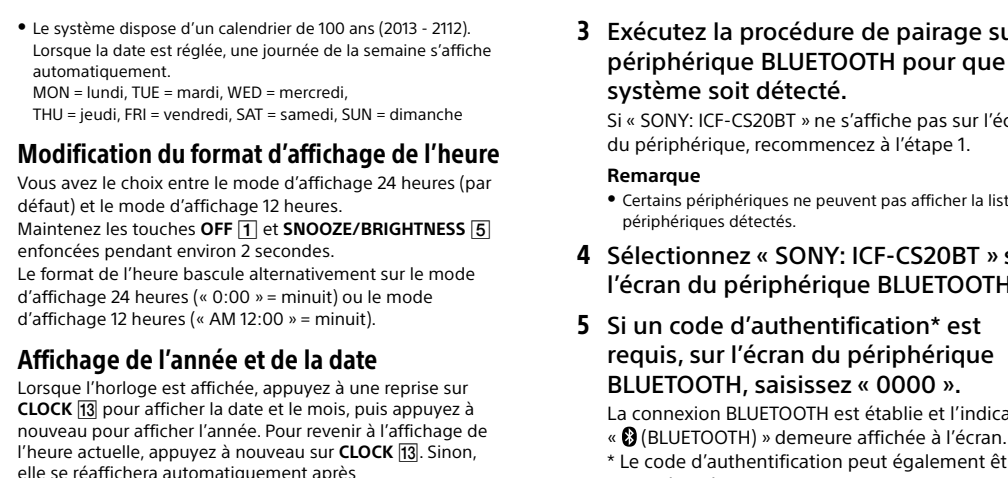 • Le système dispose d’un calendrier de 100 ans (2013 - 2112).
Lorsque la date est réglée, une journée de la semaine s’affiche
automatiquement.
MON = lundi, TUE = mardi, WED = mercredi,
THU = jeudi, FRI = vendredi, SAT = samedi, SUN = dimanche
Modification du format d’affichage de l’heure
Vous avez le choix entre le mode d’affichage 24 heures (par
défaut) et le mode d’affichage 12 heures.
Maintenez les touches OFF 1 et SNOOZE/BRIGHTNESS 5
enfoncées pendant environ 2 secondes.
Le format de l’heure bascule alternativement sur le mode
d’affichage 24 heures (« 0:00 » = minuit) ou le mode
d’affichage 12 heures (« AM 12:00 » = minuit).
Affichage de l’année et de la date
Lorsque l’horloge est affichée, appuyez à une reprise sur
CLOCK 13 pour afficher la date et le mois, puis appuyez à
nouveau pour afficher l’année. Pour revenir à l’affichage de
l’heure actuelle, appuyez à nouveau sur CLOCK 13. Sinon,
elle se réaffichera automatiquement après
3 Exécutez la procédure de pairage
périphérique BLUETOOTH pour que
système soit détecté.
Si « SONY: ICF-CS20BT » ne s’affiche pas sur
du périphérique, recommencez à l’étape 1.
Remarque
• Certains périphériques ne peuvent pas afficher la
périphériques détectés.
4 Sélectionnez « SONY: ICF-CS20BT »
l’écran du périphérique BLUETOOTH
5 Si un code d’authentification* est
requis, sur l’écran du périphérique
BLUETOOTH, saisissez « 0000 ».
La connexion BLUETOOTH est établie et
« (BLUETOOTH) » demeure affichée à l’écran.
* Le code d’authentification peut également